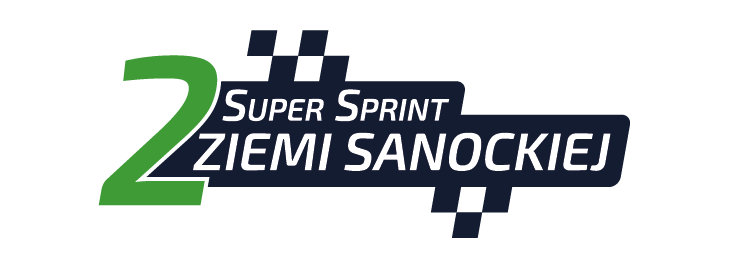 2
SUPER SPRINT
ZIEMI SANOCKIEJ